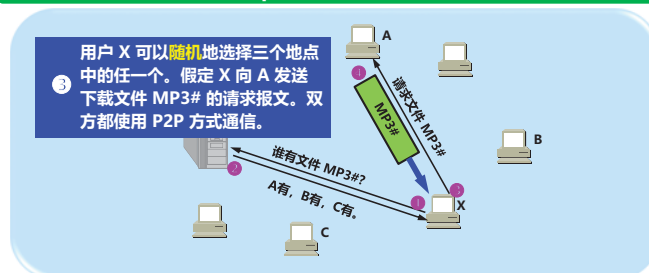 ③
用户 X 可以随机地选择三个地点
中的任一个。假定 X 向 A 发送
下载文件 MP3# 的请求报文。双
方都使用 P2P 方式通信。
A
请求文件 MP3#
MP3#
B
谁有文件 MP3#?
A有，B有，C有。
2
X
C